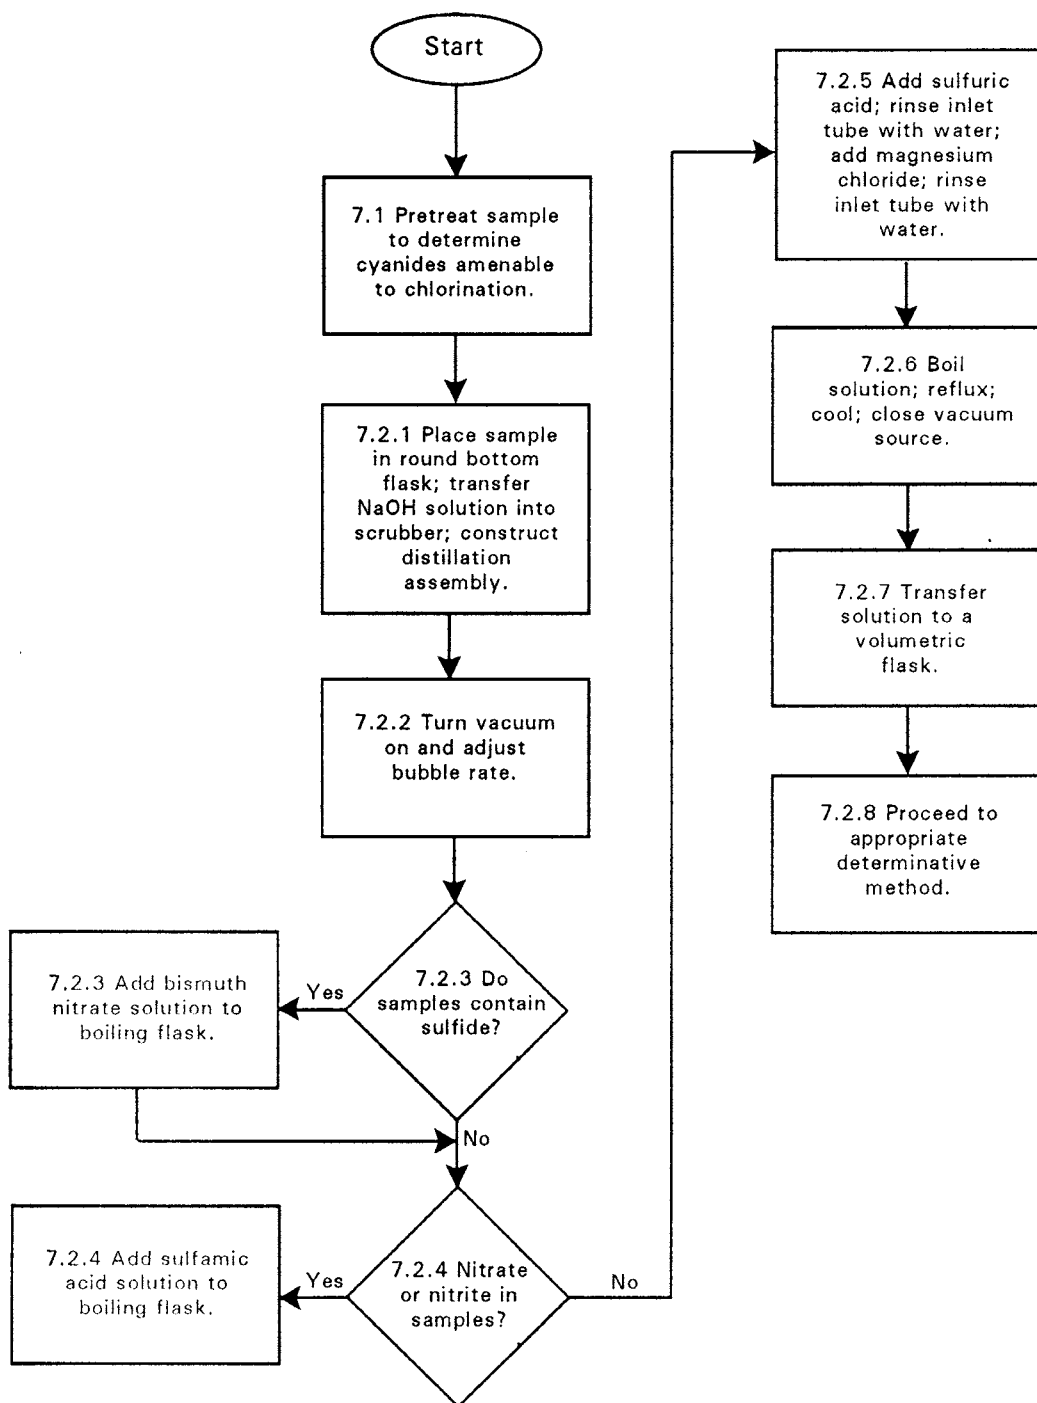 Start
7.1 Pretreat sample
to determine
cyanides amenable
to chlorination.
7.2.1 Place sample
in round bottom
flask; transfer
NaOH solution into
scrubber; construct
distillation
assembly.
7.2.2 Turn vacuum
on and adjust
bubble rate.
7.2.3 Do
samples contain
sulfide?
Yes
7.2.3 Add bismuth
nitrate solution to
boiling flask.
No
7.2.4 Nitrate
or nitrite in
samples?
Yes
7.2.4 Add sulfamic
acid solution to
boiling flask.
No
7.2.5 Add sulfuric
acid; rinse inlet
tube with water;
add magnesium
chloride; rinse
inlet tube with
water.
7.2.6 Boil
solution; reflux;
cool; close vacuum
source.
7.2.7 Transfer
solution to a
volumetric
flask.
7.2.8 Proceed to
appropriate
determinative
method.